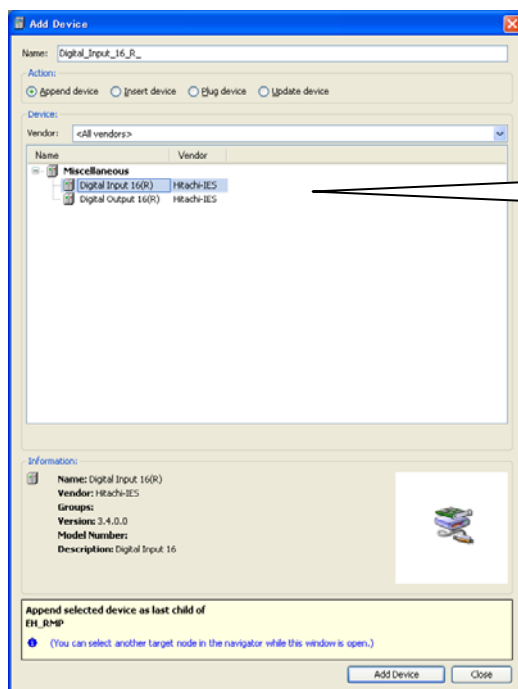 Add Device
Name: Digital_Input_16_R_
Action:
Append device Insert device Plug device Update device
Device:
Vendor: <All vendors>
Name Vendor
Miscellaneous
Digital Input 16(R) Hitachi-IES
Digital Output 16(R) Hitachi-IES
Information:
Name: Digital Input 16(R)
Vendor: Hitachi-IES
Groups:
Version: 3.4.0.0
Model Number:
Description: Digital Input 16
Append selected device as last child of
EH_RMP
(You can select another target node in the navigator while this window is open.)
Add Device Close